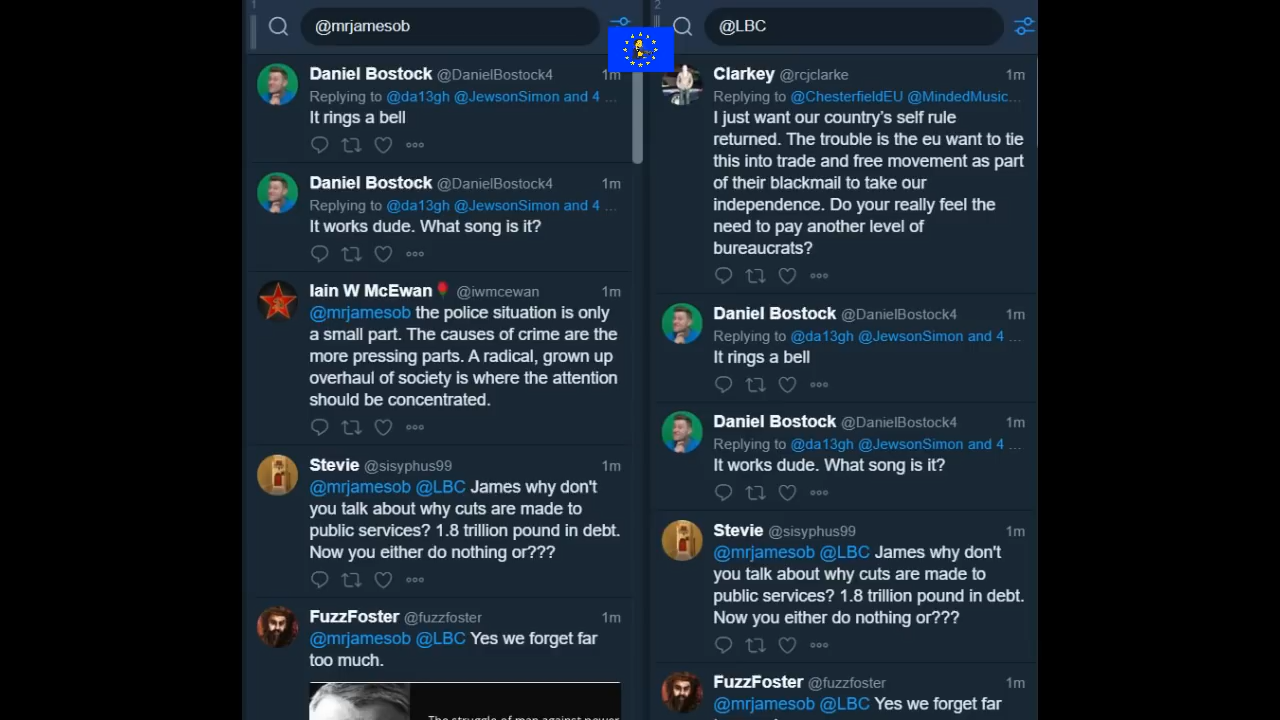 1
@mrjamesob
Daniel Bostock @DanielBostock4 1m
Replying to @da13gh @JewsonSimon and 4 ...
It rings a bell
Daniel Bostock @DanielBostock4 1m
Replying to @da13gh @JewsonSimon and 4 ...
It works dude. What song is it?
Iain W McEwan🌹 @iwmcewan 1m
@mrjamesob the police situation is only
a small part. The causes of crime are the
more pressing parts. A radical, grown up
overhaul of society is where the attention
should be concentrated.
Stevie @sisyphus99 1m
@mrjamesob @LBC James why don't
you talk about why cuts are made to
public services? 1.8 trillion pound in debt.
Now you either do nothing or???
FuzzFoster @fuzzfoster 1m
@mrjamesob @LBC Yes we forget far
too much.
The struggle of man against power
2
@LBC
Clarkey @rcjclarke 1m
Replying to @ChesterfieldEU @MindedMusic...
I just want our country's self rule
returned. The trouble is the eu want to tie
this into trade and free movement as part
of their blackmail to take our
independence. Do your really feel the
need to pay another level of
bureaucrats?
Daniel Bostock @DanielBostock4 1m
Replying to @da13gh @JewsonSimon and 4 ...
It rings a bell
Daniel Bostock @DanielBostock4 1m
Replying to @da13gh @JewsonSimon and 4 ...
It works dude. What song is it?
Stevie @sisyphus99 1m
@mrjamesob @LBC James why don't
you talk about why cuts are made to
public services? 1.8 trillion pound in debt.
Now you either do nothing or???
FuzzFoster @fuzzfoster 1m
@mrjamesob @LBC Yes we forget far